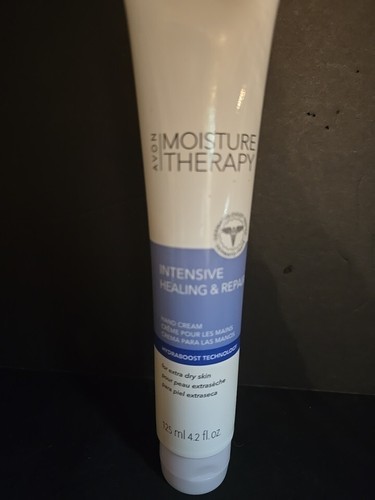 AVON
MOISTURE
THERAPY
INTENSIVE
HEALING & REPAIR
HAND CREAM
CRÈME POUR LES MAINS
CREMA PARA LAS MANOS
HYDRABOOST TECHNOLOGY
for extra dry skin
pour peau extrasèche
para piel extraseca
125 ml 4.2 fl. oz.